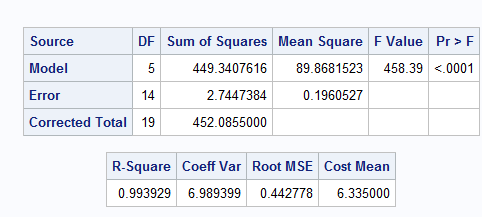 Source DF Sum of Squares Mean Square F Value Pr > F
Model 5 449.3407616 89.8681523 458.39 <.0001
Error 14 2.7447384 0.1960527
Corrected Total 19 452.0855000
R-Square Coeff Var Root MSE Cost Mean
0.993929 6.989399 0.442778 6.335000